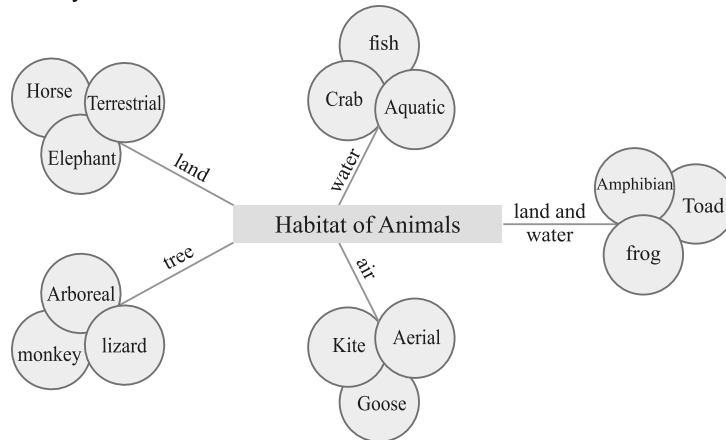 fish
Crab
Aquatic
water
Horse
Terrestrial
Elephant
land
Habitat of Animals
land and
water
Amphibian
Toad
frog
tree
Arboreal
monkey
lizard
air
Kite
Aerial
Goose